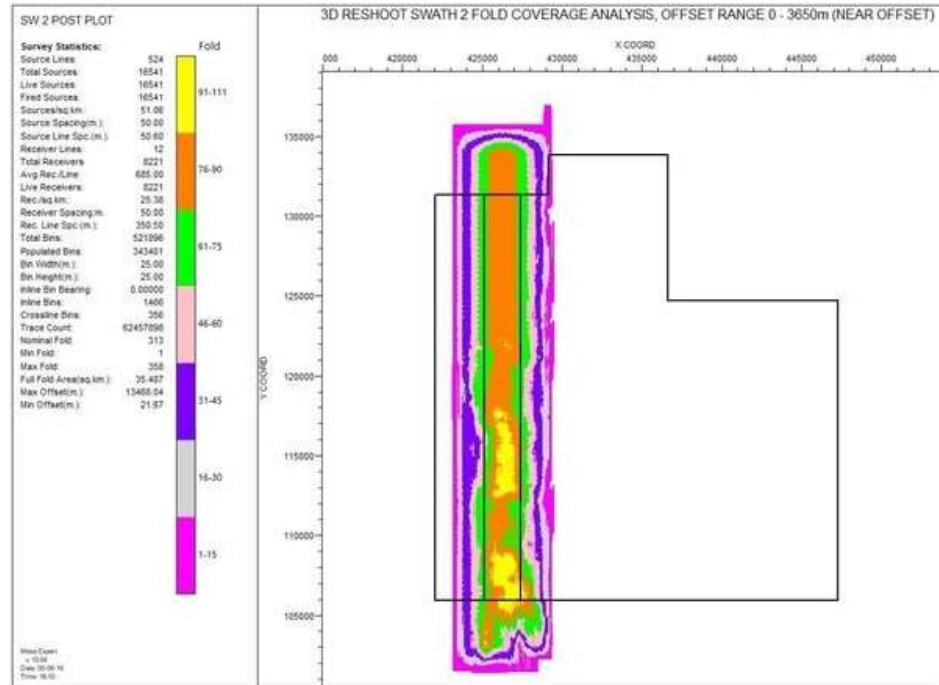 SW 2 POST PLOT
3D RESHOOT SWATH 2 FOLD COVERAGE ANALYSIS, OFFSET RANGE 0 - 3650m (NEAR OFFSET)
Survey Statistics:
Source Lines: 524
Total Sources: 16541
Live Sources: 16541
Fired Sources: 16541
Sources/sq.km.: 51.06
Source Spacing(m.): 50.00
Source Line Spc.(m.) 50.60
Receiver Lines: 12
Total Receivers 8221
Avg Rec./Line: 685.00
Live Receivers: 8221
Rec./sq.km.: 25.38
Receiver Spacing:m. 50.00
Rec. Line Spc.(m.) 350.50
Total Bins: 521096
Populated Bins: 343401
Bin Width(m.): 25.00
Bin Height(m.): 25.00
Inline Bin Bearing: 0.00000
Inline Bins: 1466
Crossline Bins: 356
Trace Count: 62457898
Nominal Fold: 313
Min Fold: 1
Max Fold: 358
Full Fold Area(sq.km.): 35.487
Max Offset(m.): 13468.04
Min Offset(m.): 21.67
Fold
91-111
76-90
61-75
46-60
31-45
16-30
1-15
X COORD
000 420000 425000 430000 435000 440000 445000 450000
Y COORD
135000
130000
125000
120000
115000
110000
105000